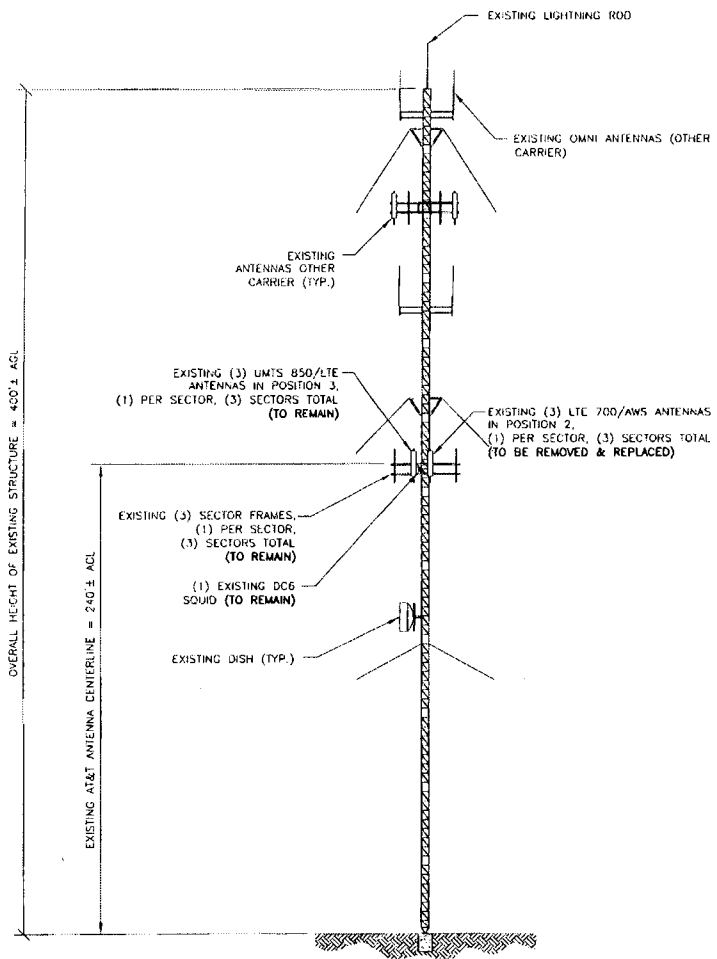 EXISTING LIGHTNING ROD
EXISTING OMNI ANTENNAS (OTHER
CARRIER)
EXISTING
ANTENNAS OTHER
CARRIER (TYP.)
EXISTING (3) UMTS 850/LTE
ANTENNAS IN POSITION 3,
(1) PER SECTOR, (3) SECTORS TOTAL
(TO REMAIN)
EXISTING (3) LTE 700/AWS ANTENNAS
IN POSITION 2,
(1) PER SECTOR, (3) SECTORS TOTAL
(TO BE REMOVED & REPLACED)
EXISTING (3) SECTOR FRAMES,
(1) PER SECTOR,
(3) SECTORS TOTAL
(TO REMAIN)
(1) EXISTING DC6
SQUID (TO REMAIN)
EXISTING DISH (TYP.)
OVERALL HEIGHT OF EXISTING STRUCTURE = 400'± AGL
EXISTING AT&T ANTENNA CENTERLINE = 240'± AGL